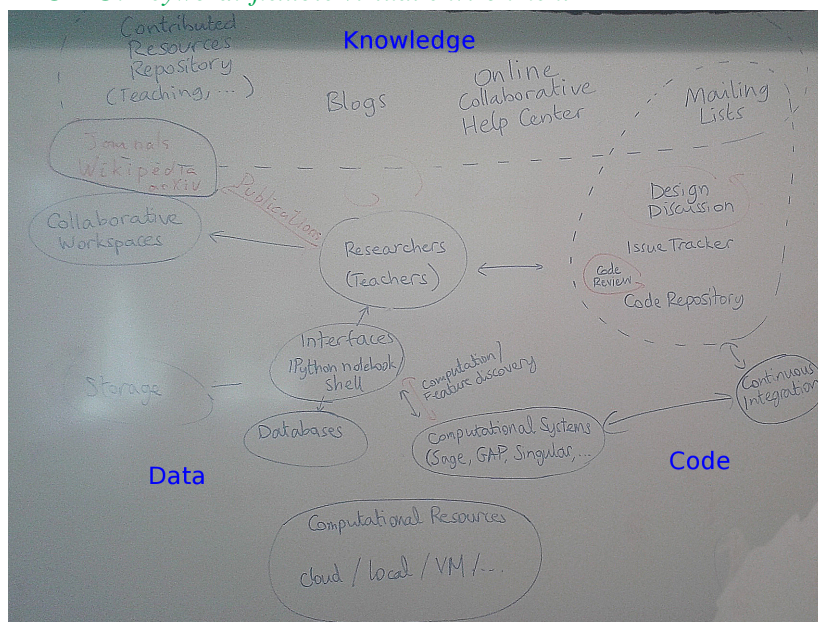 Contributed
Resources
Repository
(Teaching, ...)
Knowledge
Blogs
Online
Collaborative
Help Center
Mailing
Lists
Journals
Wikipedia
arXiv
Publications
Collaborative
Workspaces
Researchers
(Teachers)
Design
Discussion
Issue Tracker
Code
Review
Code Repository
Interfaces
IPython notebook/
shell
Computation/
Feature discovery
Storage
Databases
Continuous
Integration
Computational Systems
(Sage, GAP, Singular, ...
Data
Code
Computational Resources
cloud / local / VM / ...